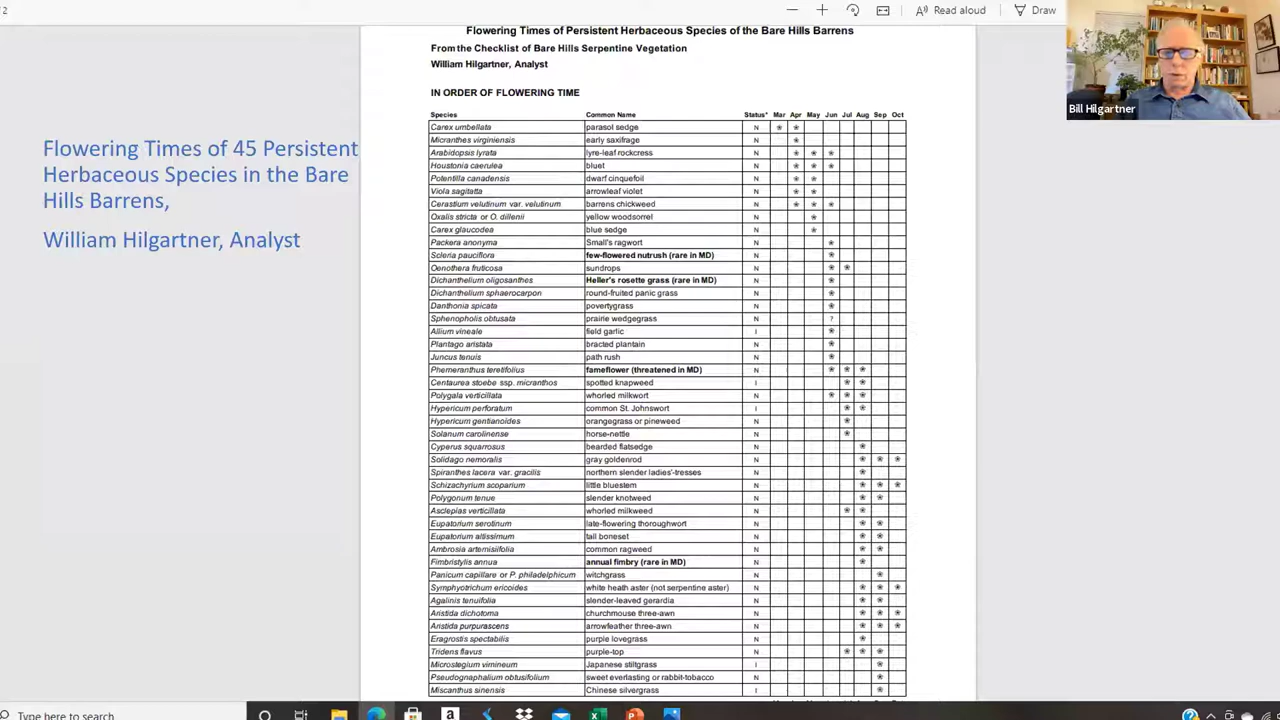 2
Read aloud
Draw
Bill Hilgartner
Flowering Times of 45 Persistent
Herbaceous Species in the Bare
Hills Barrens,
William Hilgartner, Analyst
Flowering Times of Persistent Herbaceous Species of the Bare Hills Barrens
From the Checklist of Bare Hills Serpentine Vegetation
William Hilgartner, Analyst
IN ORDER OF FLOWERING TIME
Species Common Name Status* Mar Apr May Jun Jul Aug Sep Oct
Carex umbellata parasol sedge N ❀ ❀
Micranthes virginiensis early saxifrage N ❀
Arabidopsis lyrata lyre-leaf rockcress N ❀ ❀ ❀
Houstonia caerulea bluet N ❀ ❀ ❀
Potentilla canadensis dwarf cinquefoil N ❀ ❀
Viola sagittata arrowleaf violet N ❀ ❀
Cerastium velutinum var. velutinum barrens chickweed N ❀ ❀ ❀
Oxalis stricta or O. dillenii yellow woodsorrel N ❀
Carex glaucodea blue sedge N ❀
Packera anonyma Small's ragwort N ❀
Scleria pauciflora few-flowered nutrush (rare in MD) N ❀
Oenothera fruticosa sundrops N ❀ ❀
Dichanthelium oligosanthes Heller's rosette grass (rare in MD) N ❀
Dichanthelium sphaerocarpon round-fruited panic grass N ❀
Danthonia spicata povertygrass N ❀
Sphenopholis obtusata prairie wedgegrass N ?
Allium vineale field garlic I ❀
Plantago aristata bracted plantain N ❀
Juncus tenuis path rush N ❀
Phemeranthus teretifolius fameflower (threatened in MD) N ❀ ❀ ❀
Centaurea stoebe ssp. micranthos spotted knapweed I ❀ ❀
Polygala verticillata whorled milkwort N ❀ ❀ ❀
Hypericum perforatum common St. Johnswort I ❀ ❀
Hypericum gentianoides orangegrass or pineweed N ❀
Solanum carolinense horse-nettle N ❀
Cyperus squarrosus bearded flatsedge N ❀
Solidago nemoralis gray goldenrod N ❀ ❀ ❀
Spiranthes lacera var. gracilis northern slender ladies'-tresses N ❀
Schizachyrium scoparium little bluestem N ❀ ❀ ❀
Polygonum tenue slender knotweed N ❀ ❀
Asclepias verticillata whorled milkweed N ❀ ❀
Eupatorium serotinum late-flowering thoroughwort N ❀ ❀
Eupatorium altissimum tall boneset N ❀ ❀
Ambrosia artemisiifolia common ragweed N ❀ ❀
Fimbristylis annua annual fimbry (rare in MD) N ❀
Panicum capillare or P. philadelphicum witchgrass N ❀
Symphyotrichum ericoides white heath aster (not serpentine aster) N ❀ ❀ ❀
Agalinis tenuifolia slender-leaved gerardia N ❀ ❀
Aristida dichotoma churchmouse three-awn N ❀ ❀ ❀
Aristida purpurascens arrowfeather three-awn N ❀ ❀ ❀
Eragrostis spectabilis purple lovegrass N ❀
Tridens flavus purple-top N ❀ ❀ ❀
Microstegium vimineum Japanese stiltgrass I ❀
Pseudognaphalium obtusifolium sweet everlasting or rabbit-tobacco N ❀
Miscanthus sinensis Chinese silvergrass I ❀
Type here to search